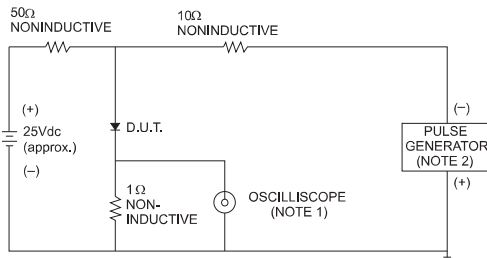 50Ω
NONINDUCTIVE
10Ω
NONINDUCTIVE
(+)
25Vdc
(approx.)
(–)
D.U.T.
1Ω
NON-
INDUCTIVE
OSCILLISCOPE
(NOTE 1)
(–)
PULSE
GENERATOR
(NOTE 2)
(+)